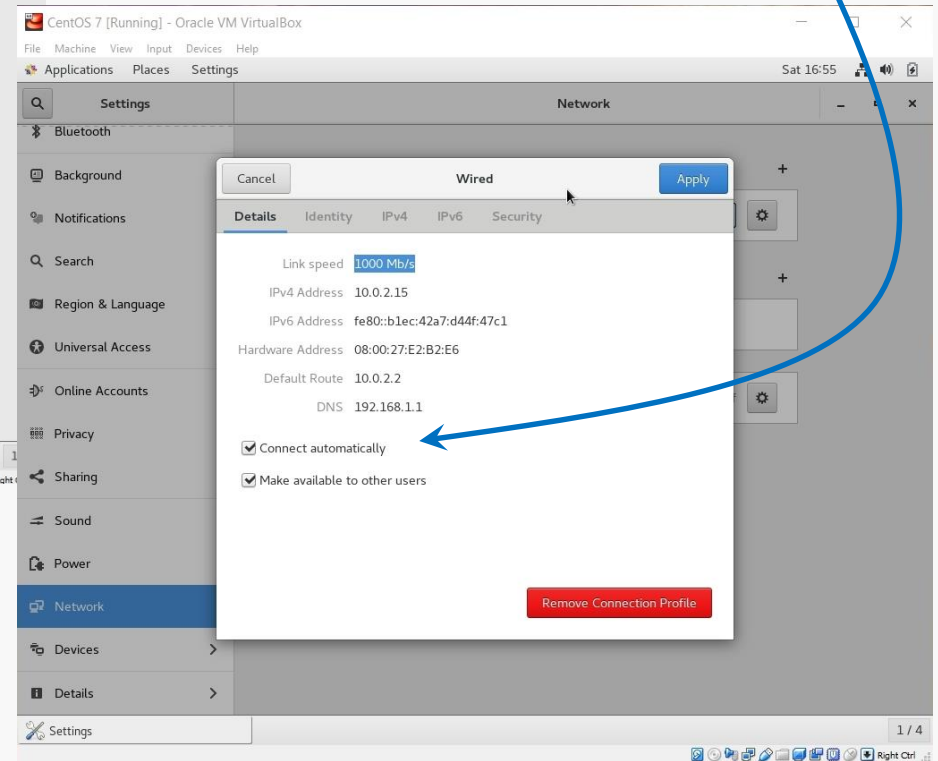 CentOS 7 [Running] - Oracle VM VirtualBox
File Machine View Input Devices Help
Applications Places Settings Sat 16:55
Settings Network
Bluetooth
Background
Notifications
Search
Region & Language
Universal Access
Online Accounts
Privacy
Sharing
Sound
Power
Network
Devices
Details
Cancel Wired Apply
Details Identity IPv4 IPv6 Security
Link speed 1000 Mb/s
IPv4 Address 10.0.2.15
IPv6 Address fe80::b1ec:42a7:d44f:47c1
Hardware Address 08:00:27:E2:B2:E6
Default Route 10.0.2.2
DNS 192.168.1.1
Connect automatically
Make available to other users
Remove Connection Profile
Settings 1 / 4
Right Ctrl